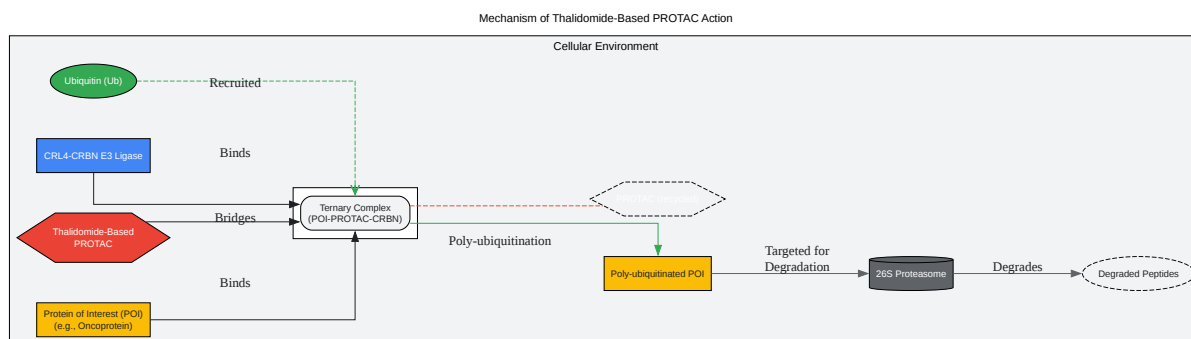 Mechanism of Thalidomide-Based PROTAC Action
Cellular Environment
Ubiquitin (Ub)
Recruited
CRL4-CRBN E3 Ligase
Binds
Thalidomide-Based
PROTAC
Bridges
Ternary Complex
(POI-PROTAC-CRBN)
Poly-ubiquitination
Binds
Protein of Interest (POI)
(e.g., Oncoprotein)
Poly-ubiquitinated POI
Targeted for
Degradation
26S Proteasome
Degrades
Degraded Peptides